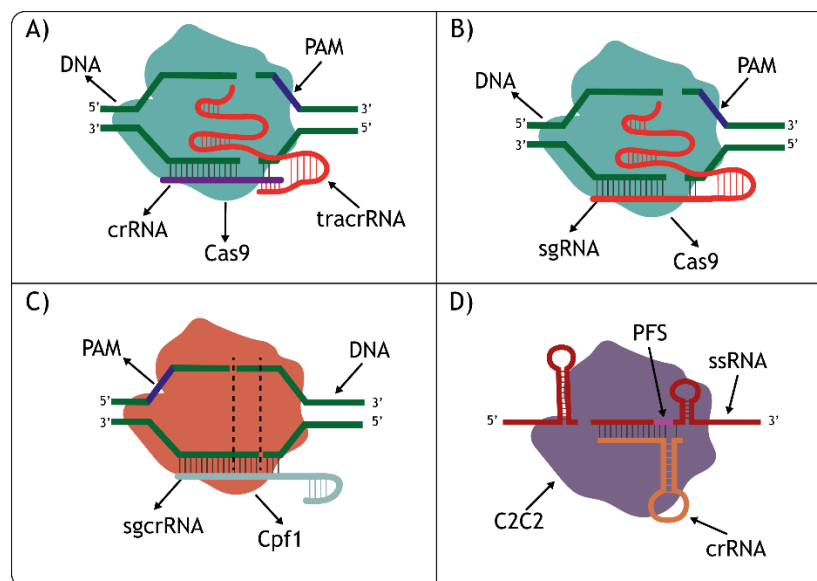 A)
DNA
PAM
5'
3'
3'
5'
crRNA
tracrRNA
Cas9
B)
DNA
PAM
5'
3'
3'
5'
sgRNA
Cas9
C)
PAM
DNA
5'
3'
3'
5'
sgcrRNA
Cpf1
D)
PFS
ssRNA
5'
3'
C2C2
crRNA